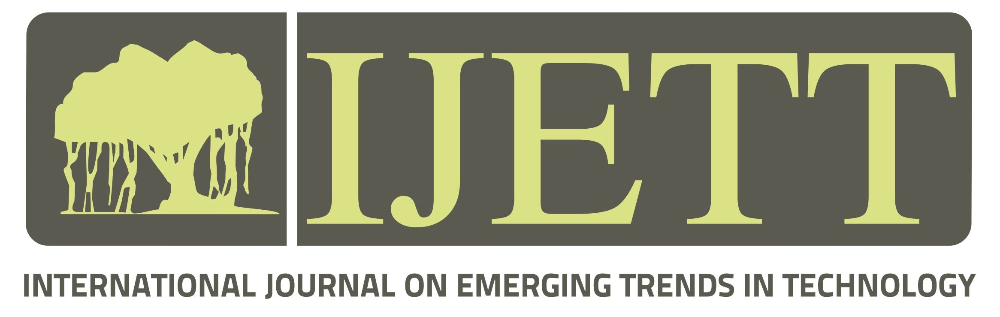 IJETT
INTERNATIONAL JOURNAL ON EMERGING TRENDS IN TECHNOLOGY